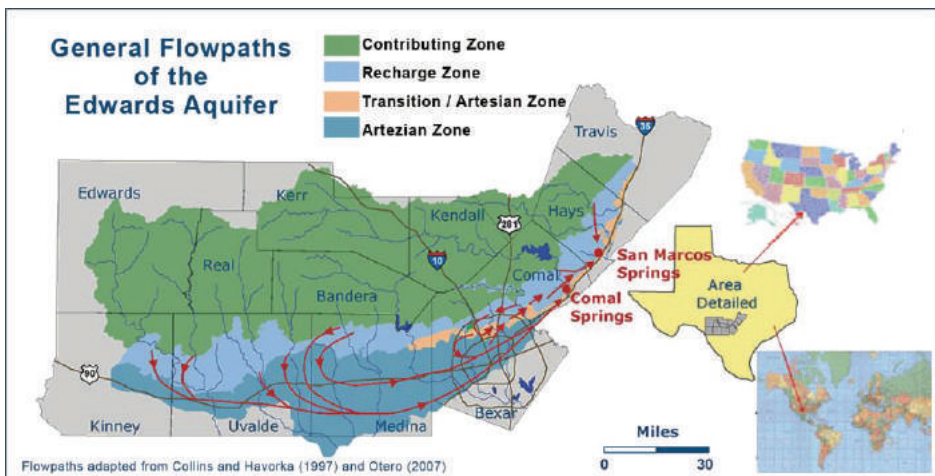 General Flowpaths
of the
Edwards Aquifer
Contributing Zone
Recharge Zone
Transition / Artesian Zone
Artezian Zone
Travis
35
Edwards
Kerr
Kendall
Hays
281
10
Real
Comal
San Marcos
Springs
Bandera
Comal
Springs
Area
Detailed
90
Kinney
Uvalde
Medina
Bexar
Miles
0
30
Flowpaths adapted from Collins and Havorka (1997) and Otero (2007)